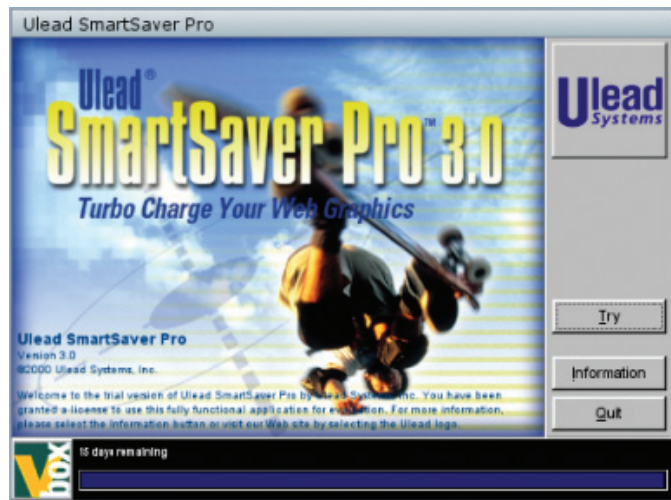 Ulead SmartSaver Pro
Ulead®
SmartSaver Pro™ 3.0
Turbo Charge Your Web Graphics
Ulead SmartSaver Pro
Version 3.0
©2000 Ulead Systems, Inc.
Welcome to the trial version of Ulead SmartSaver Pro by Ulead Systems, Inc. You have been
granted a license to use this fully functional application for evaluation. For more information,
please select the Information button or visit our Web site by selecting the Ulead logo.
Ulead
Systems
Try
Information
Quit
Vbox
15 days remaining